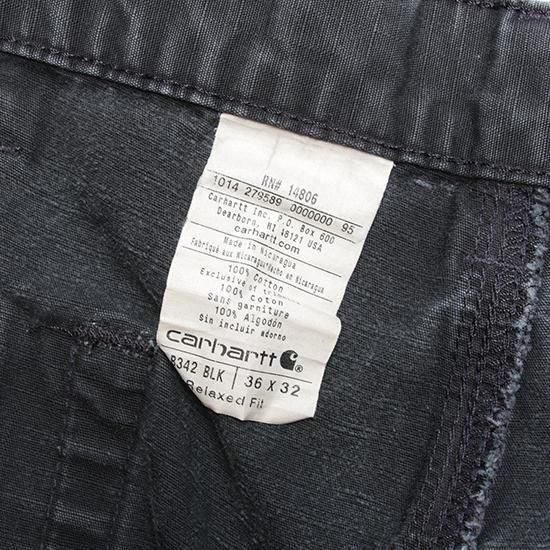 RN# 14806
1014 279589 0000000 95
Carhartt Inc. P.O. Box 600
Dearborn, MI 48121 USA
carhartt.com
Made in Nicaragua
Fabriqué aux Nicaragua/Hecho en Nicaragua
100% Cotton
Exclusive of
100% coton
Sans garniture
100% Algodón
Sin incluir adorno
carhartt
B342 BLK 36 X 32
Relaxed Fit